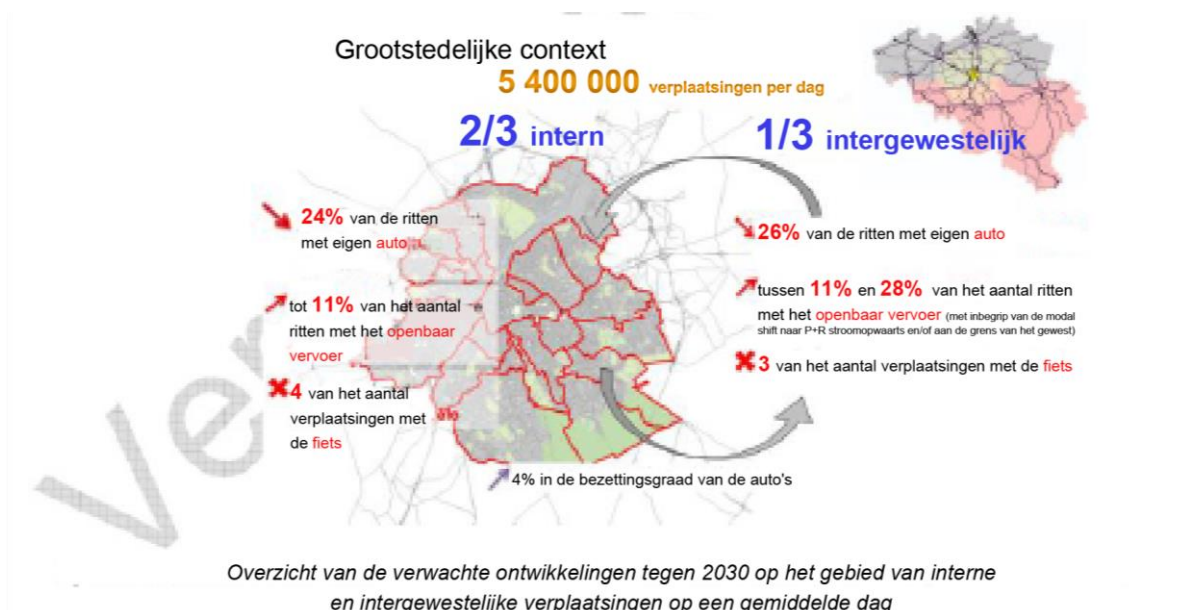 Grootstedelijke context
5 400 000 verplaatsingen per dag
2/3 intern
1/3 intergewestelijk
24% van de ritten
met eigen auto
tot 11% van het aantal
ritten met het openbaar
vervoer
4 van het aantal
verplaatsingen met
de fiets
26% van de ritten met eigen auto
tussen 11% en 28% van het aantal ritten
met het openbaar vervoer (met inbegrip van de modal
shift naar P+R stroomopwaarts en/of aan de grens van het gewest)
3 van het aantal verplaatsingen met de fiets
4% in de bezettingsgraad van de auto's
Overzicht van de verwachte ontwikkelingen tegen 2030 op het gebied van interne
en intergewestelijke verplaatsingen op een gemiddelde dag